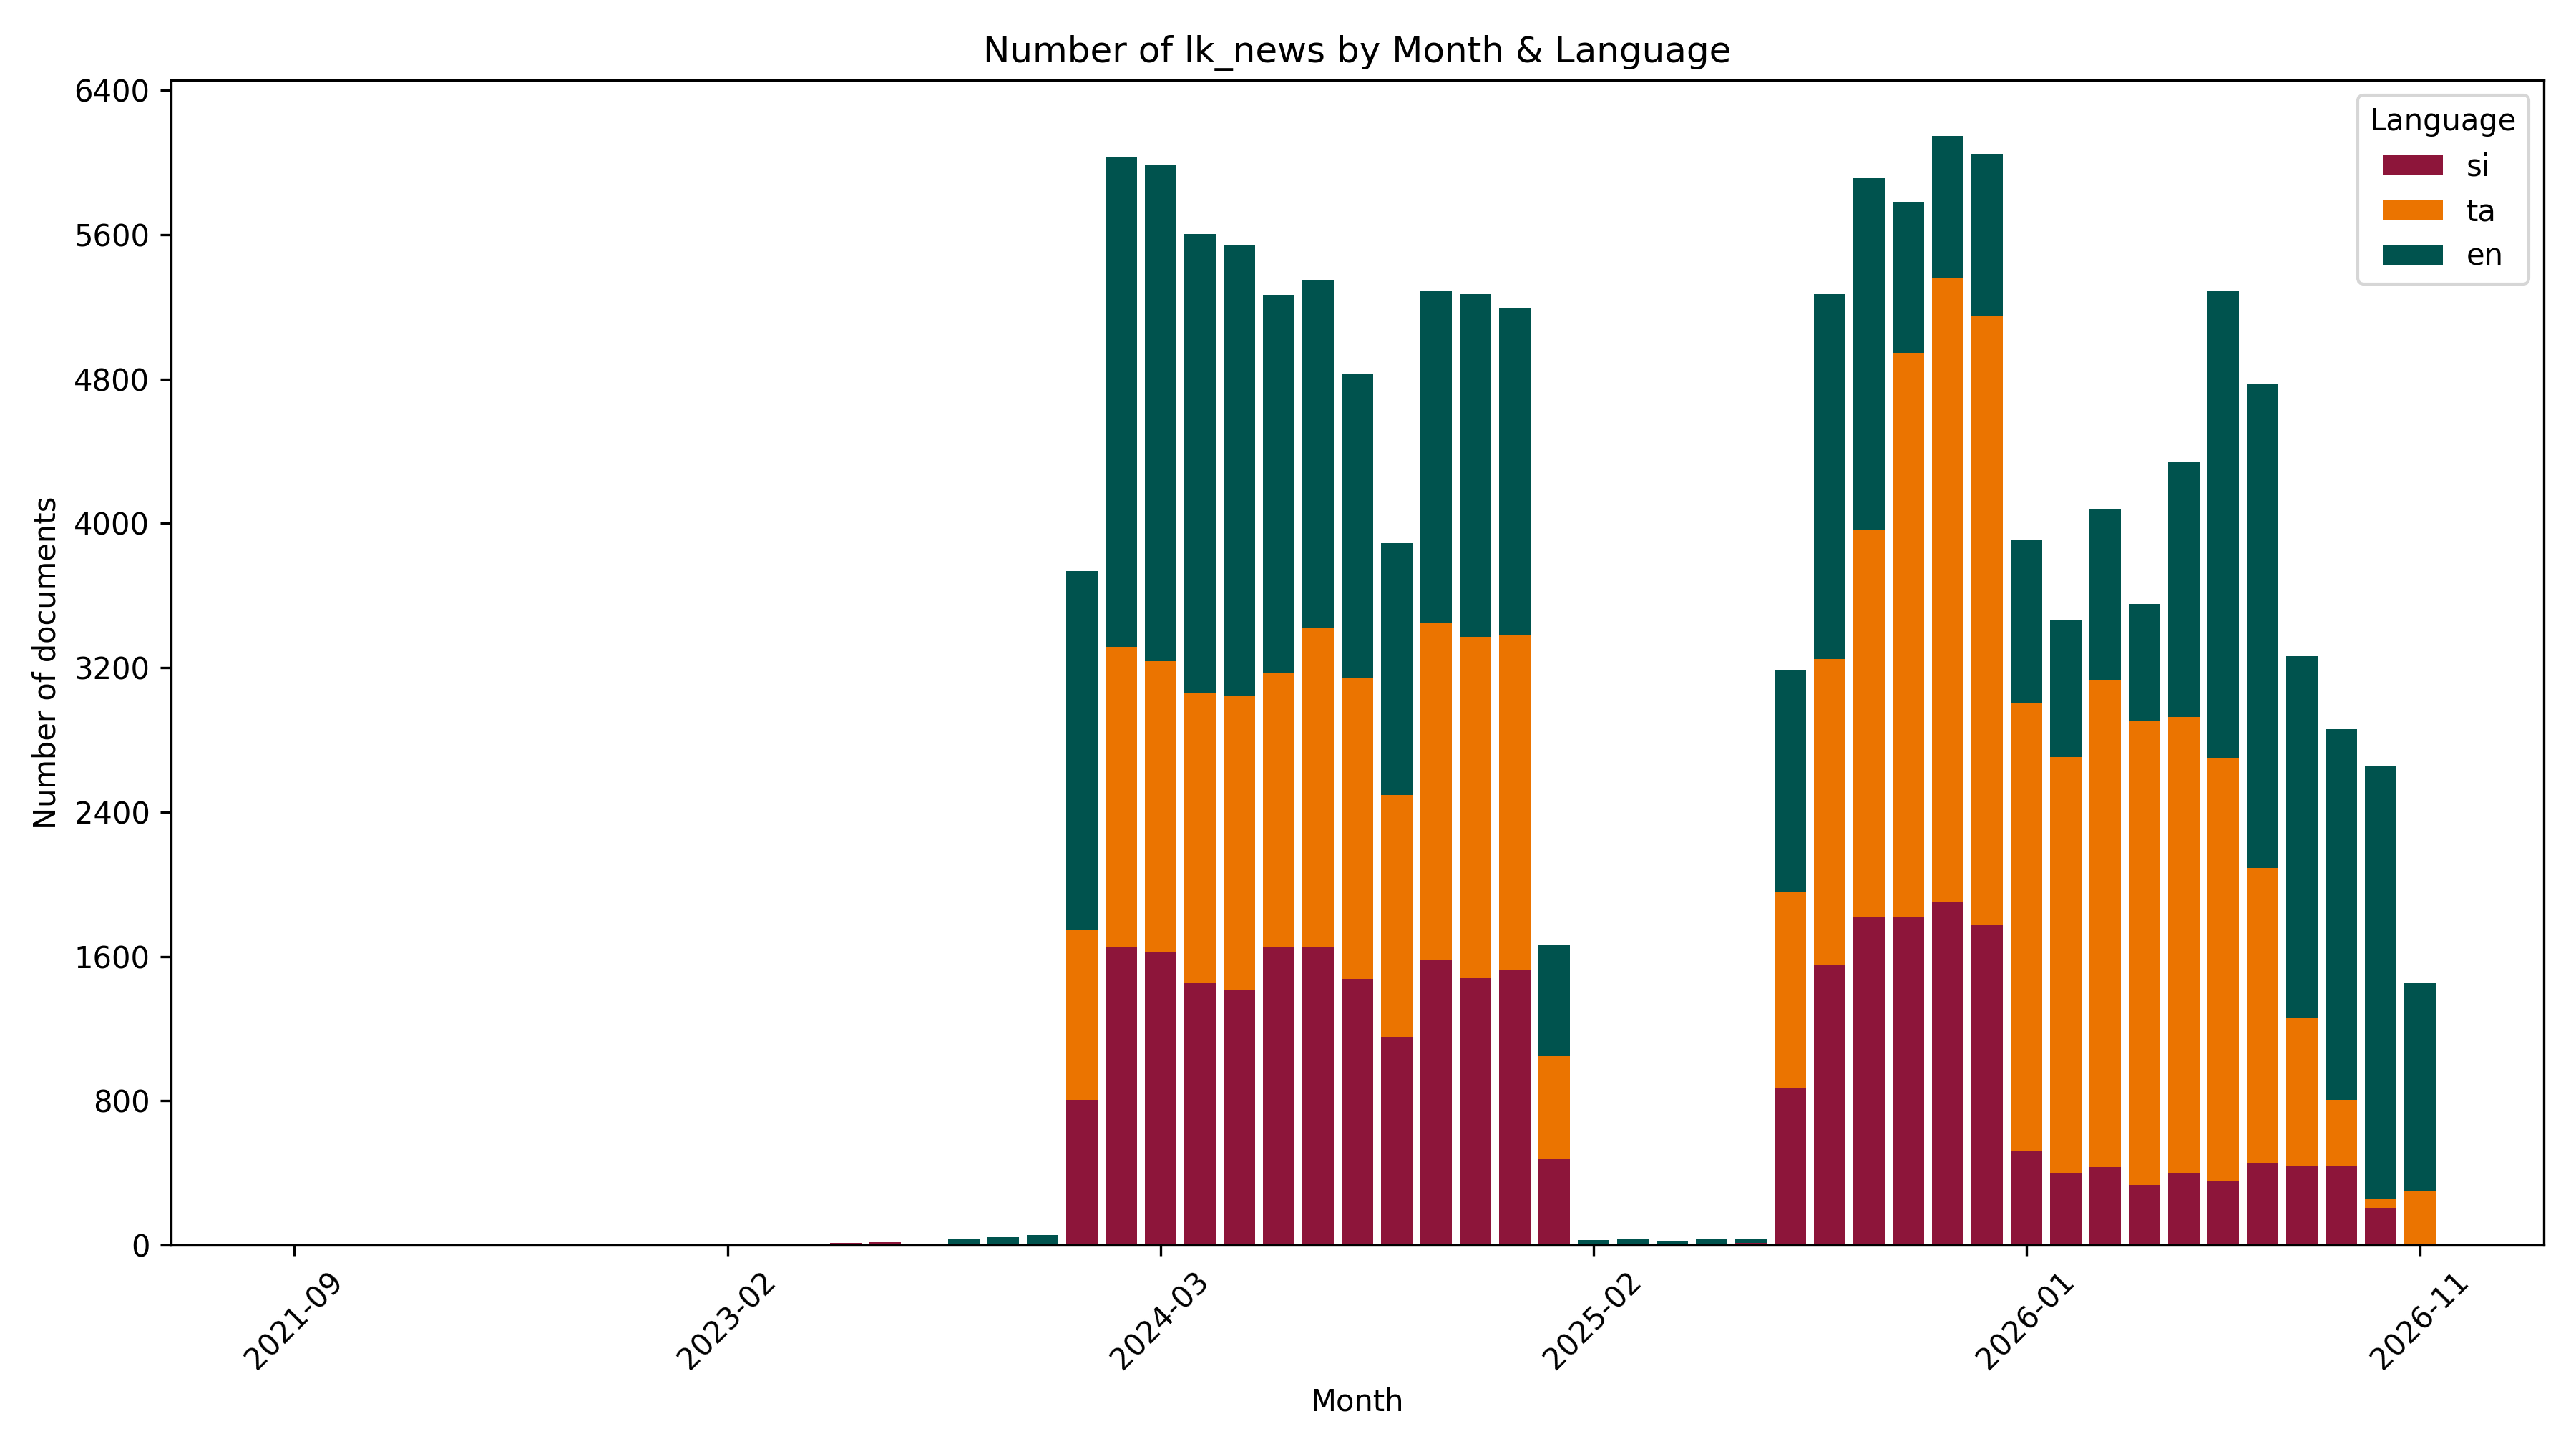 Number of lk_news by Month & Language
6400
5600
4800
4000
3200
2400
1600
800
0
Number of documents
Language
si
ta
en
2021-09
2023-02
2024-03
2025-02
2026-01
2026-11
Month